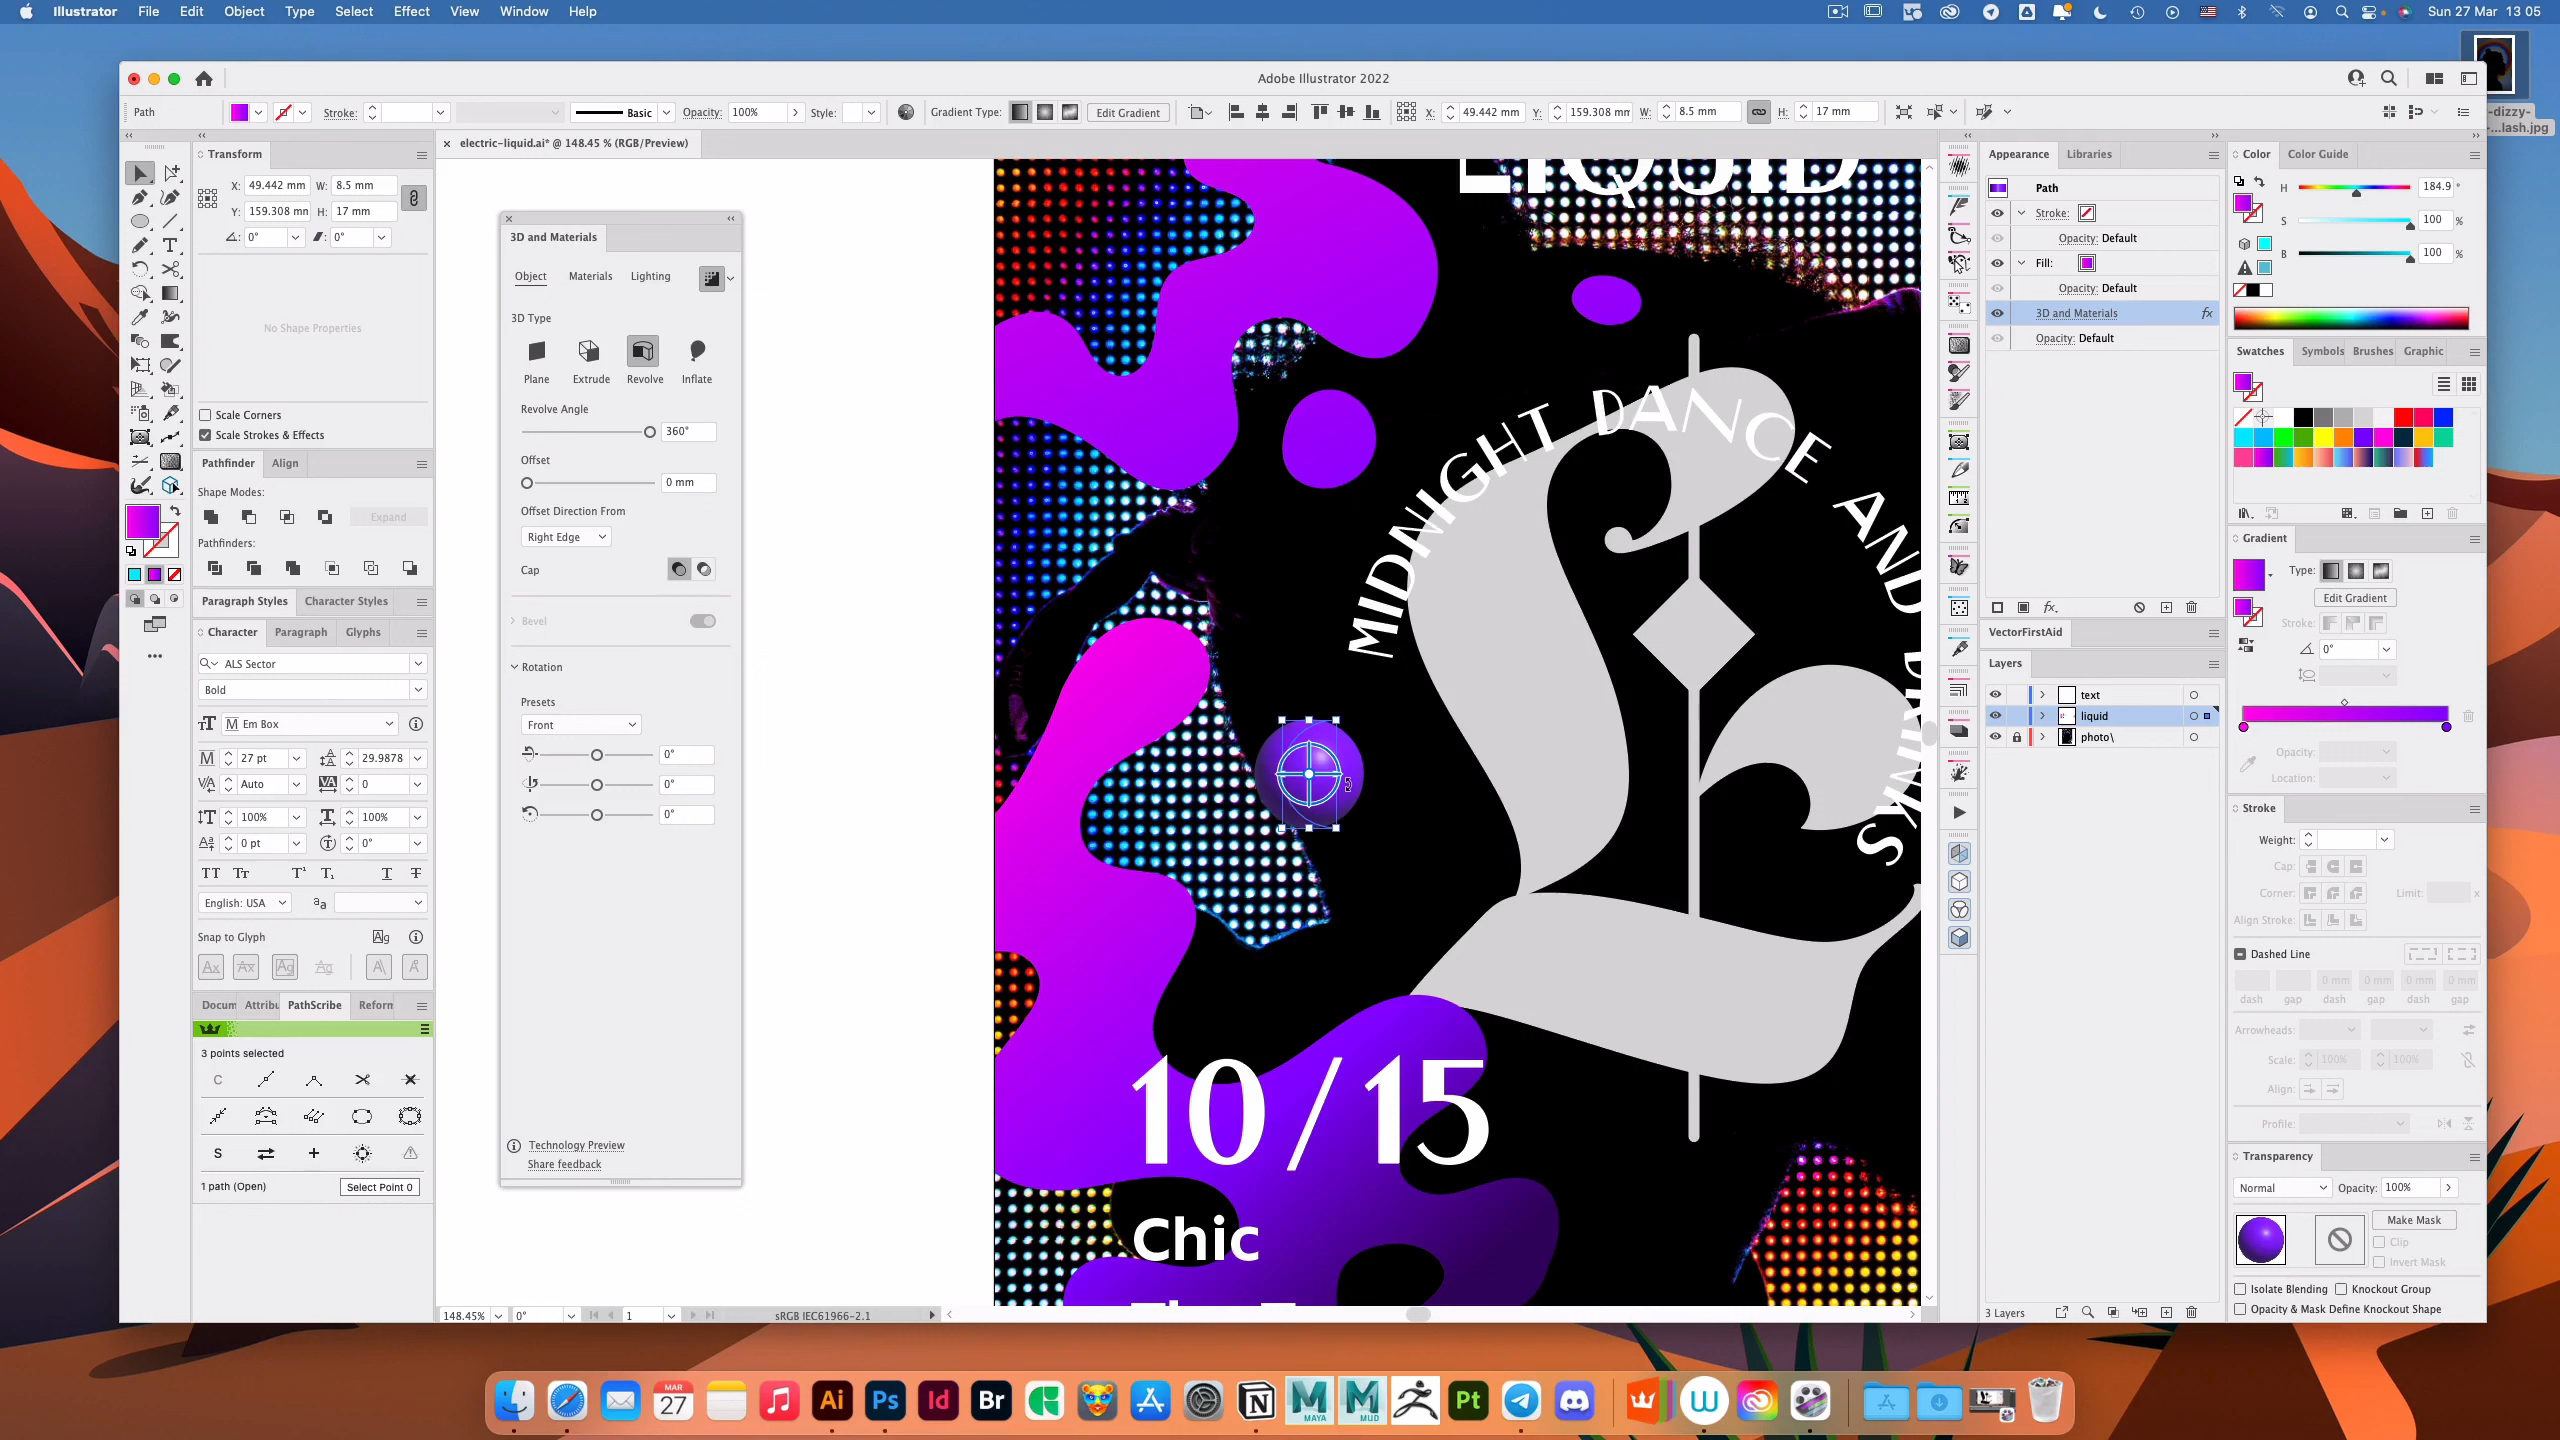 Illustrator File Edit Object Type Select Effect View Window Help
Sun 27 Mar 13 05
Adobe Illustrator 2022
-dizzy-
-...lash.jpg
Path
Stroke:
Basic
Opacity: 100%
Style:
Gradient Type:
Edit Gradient
X: 49.442 mm
Y: 159.308 mm
W: 8.5 mm
H: 17 mm
electric-liquid.ai* @ 148.45 % (RGB/Preview)
Transform
X: 49.442 mm W: 8.5 mm
Y: 159.308 mm H: 17 mm
0° 0°
No Shape Properties
Scale Corners
Scale Strokes & Effects
Pathfinder Align
Shape Modes:
Expand
Pathfinders:
Paragraph Styles Character Styles
Character Paragraph Glyphs
ALS Sector
Bold
Em Box
27 pt 29.9878
Auto 0
100% 100%
0 pt 0°
English: USA
Snap to Glyph
Docum Attribu PathScribe Reforn
3 points selected
1 path (Open) Select Point 0
3D and Materials
Object Materials Lighting
3D Type
Plane Extrude Revolve Inflate
Revolve Angle
360°
Offset
0 mm
Offset Direction From
Right Edge
Cap
Bevel
Rotation
Presets
Front
0°
0°
0°
Technology Preview
Share feedback
LIQUID
MIDNIGHT DANCE AND DRINKS
10/15
Chic
148.45% 0° 1 sRGB IEC61966-2.1
Appearance Libraries
Path
Stroke:
Opacity: Default
Fill:
Opacity: Default
3D and Materials fx
Opacity: Default
VectorFirstAid
Layers
text
liquid
photo\
3 Layers
Color Color Guide
H 184.9 °
S 100 %
B 100 %
Swatches Symbols Brushes Graphic
Gradient
Type:
Edit Gradient
Stroke:
0°
Opacity:
Location:
Stroke
Weight:
Cap:
Corner: Limit: x
Align Stroke:
Dashed Line
0 mm 0 mm 0 mm 0 mm
dash gap dash gap dash gap
Arrowheads:
Scale: 100% 100%
Align:
Profile:
Transparency
Normal Opacity: 100%
Make Mask
Clip
Invert Mask
Isolate Blending Knockout Group
Opacity & Mask Define Knockout Shape
MAR
27
Ai Ps Id Br
MAYA
MUD
Pt